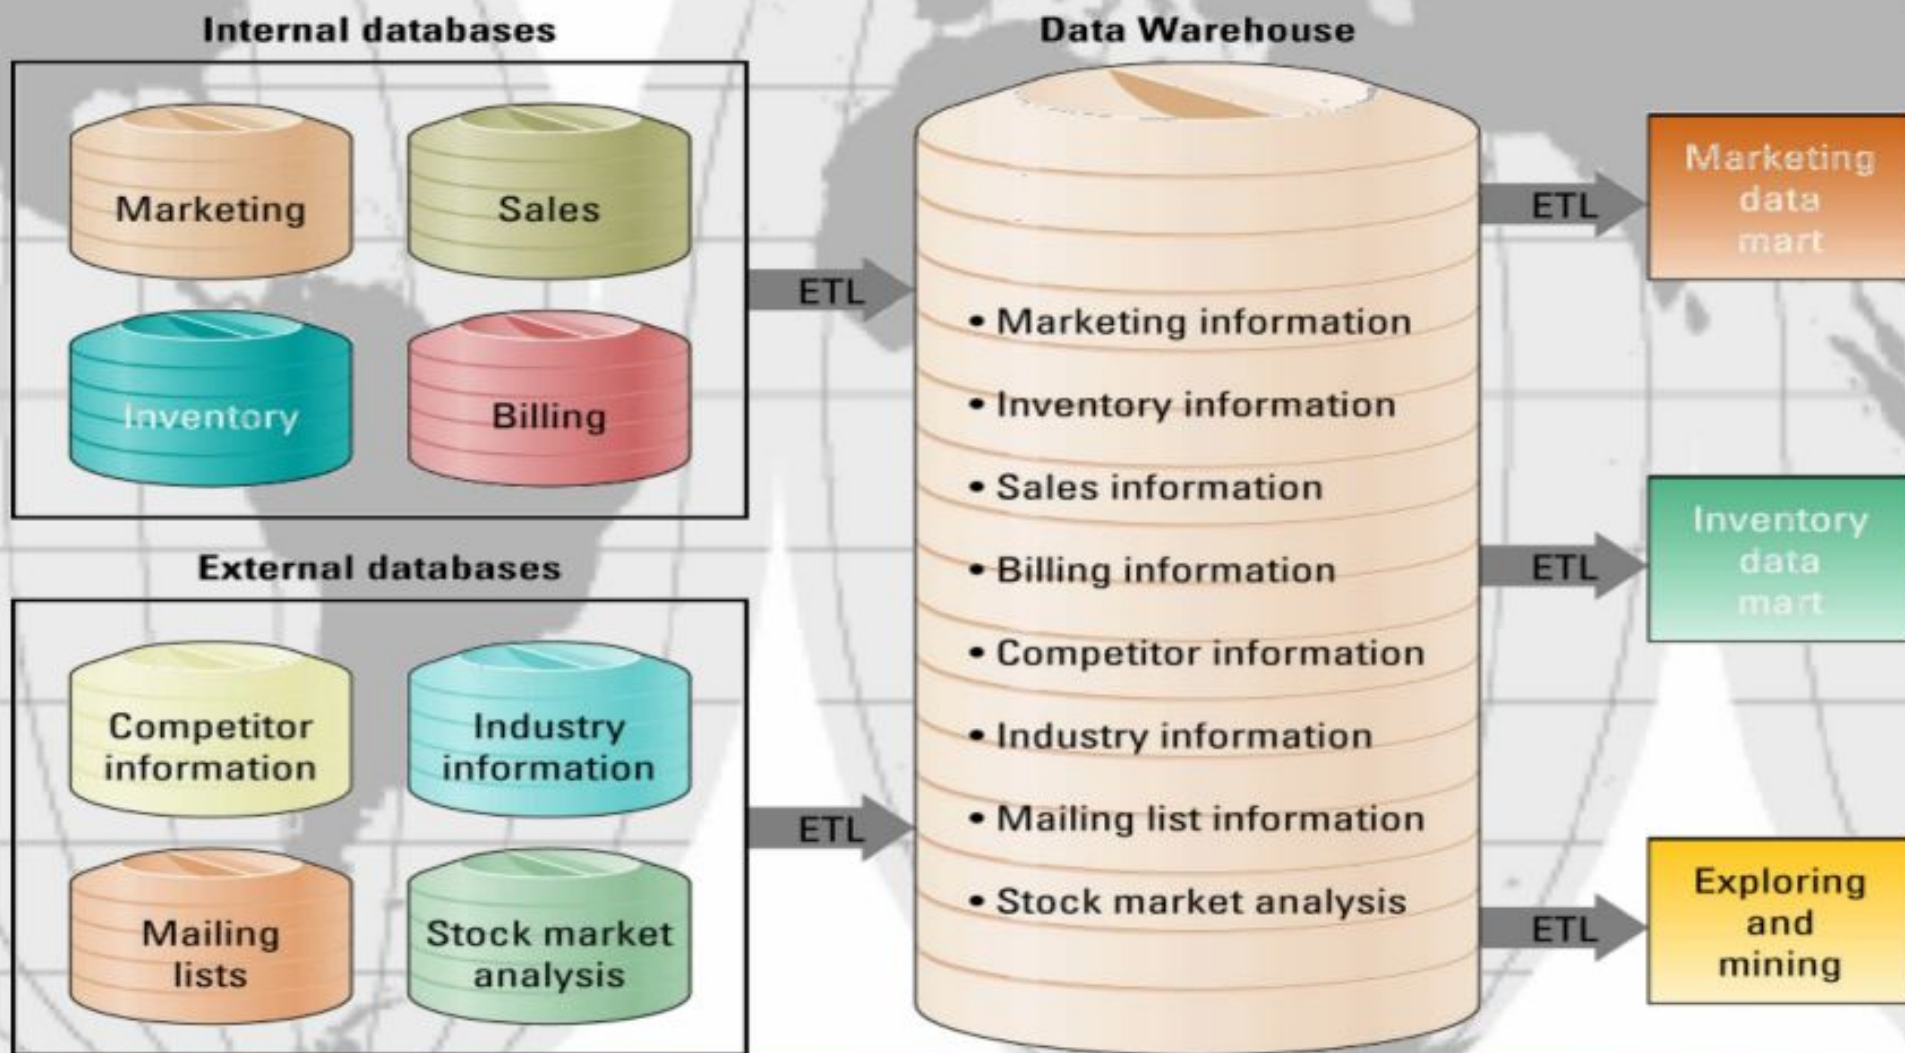 Internal databases
Marketing
Sales
Inventory
Billing
ETL
External databases
Competitor
information
Industry
information
Mailing
lists
Stock market
analysis
ETL
Data Warehouse
• Marketing information
• Inventory information
• Sales information
• Billing information
• Competitor information
• Industry information
• Mailing list information
• Stock market analysis
ETL
Marketing
data
mart
ETL
Inventory
data
mart
ETL
Exploring
and
mining